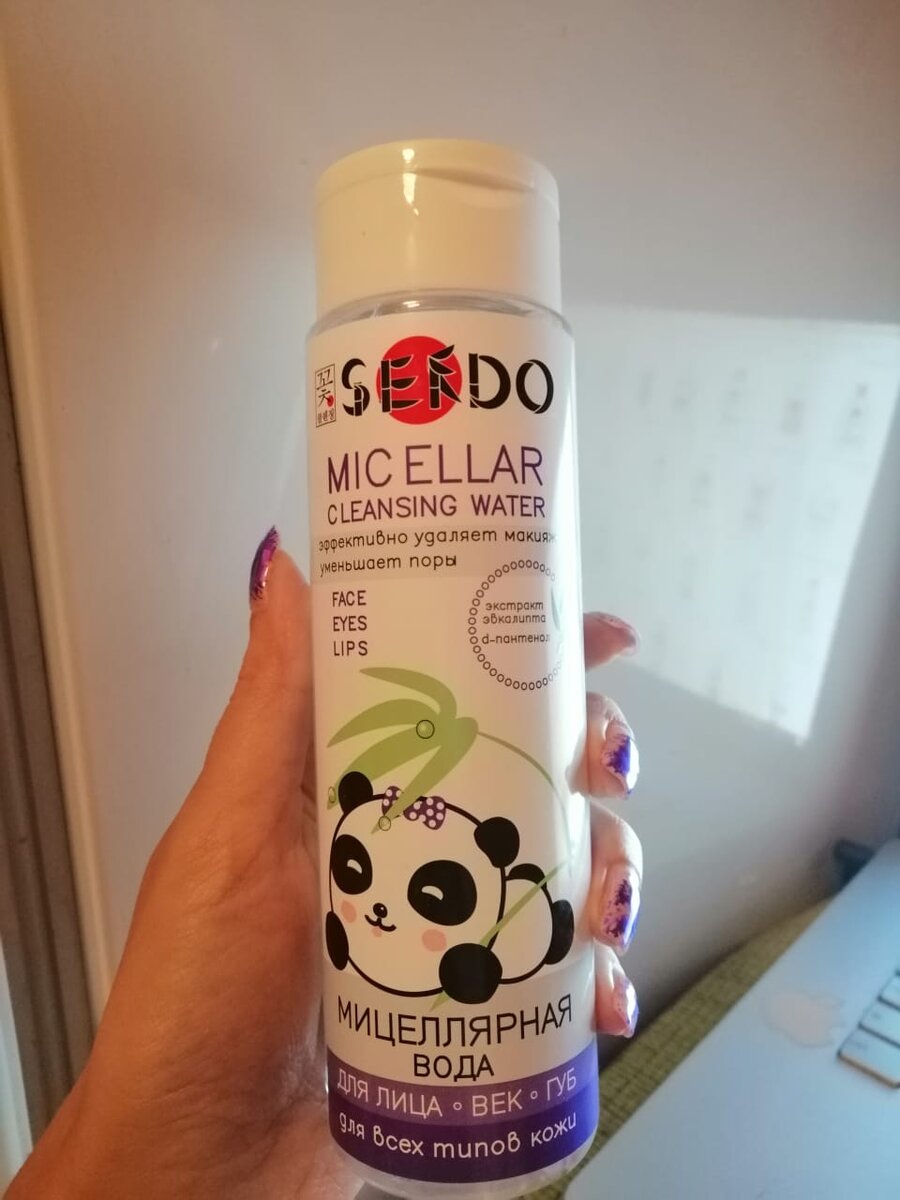 꽃
SENDO
MICELLAR
CLEANSING WATER
эффективно удаляет макияж
уменьшает поры
FACE
EYES
LIPS
экстракт
эвкалипта
d-пантенол
МИЦЕЛЛЯРНАЯ
ВОДА
ДЛЯ ЛИЦА • ВЕК • ГУБ
для всех типов кожи